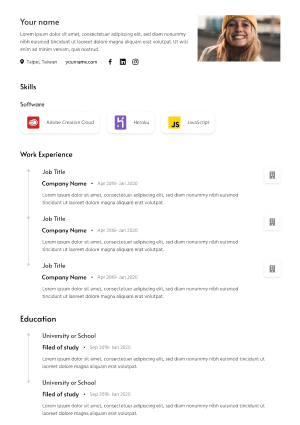 Your name
Lorem ipsum dolor sit amet, consectetuer adipiscing elit, sed diam nonummy nibh euismod tincidunt ut laoreet dolore magna aliquam erat volutpat. Ut wisi enim ad minim veniam, quis nostrud.
Taipei, Taiwan yourname.com
Skills
Software
Adobe Creative Cloud
Heroku
JS JavaScript
Work Experience
Job Title
Company Name • Apr 2019- Jan 2020
Lorem ipsum dolor sit amet, consectetuer adipiscing elit, sed diam nonummy nibh euismod
tincidunt ut laoreet dolore magna aliquam erat volutpat.
Job Title
Company Name • Apr 2019- Jan 2020
Lorem ipsum dolor sit amet, consectetuer adipiscing elit, sed diam nonummy nibh euismod
tincidunt ut laoreet dolore magna aliquam erat volutpat.
Job Title
Company Name • Apr 2019- Jan 2020
Lorem ipsum dolor sit amet, consectetuer adipiscing elit, sed diam nonummy nibh euismod
tincidunt ut laoreet dolore magna aliquam erat volutpat.
Education
University or School
Filed of study • Sep 2019- Jan 2020
Lorem ipsum dolor sit amet, consectetuer adipiscing elit, sed diam nonummy nibh euismod tincidunt ut
laoreet dolore magna aliquam erat volutpat.
University or School
Filed of study • Sep 2019- Jan 2020
Lorem ipsum dolor sit amet, consectetuer adipiscing elit, sed diam nonummy nibh euismod tincidunt ut
laoreet dolore magna aliquam erat volutpat.